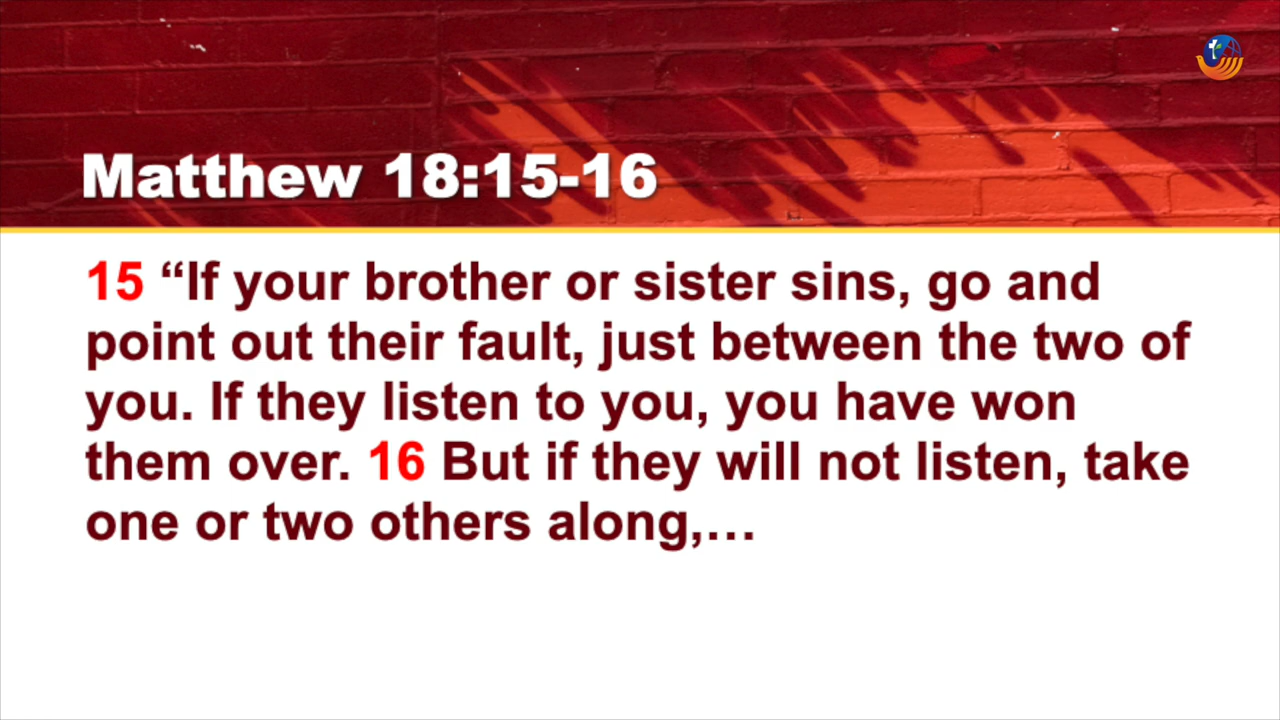 Matthew 18:15-16
15 “If your brother or sister sins, go and
point out their fault, just between the two of
you. If they listen to you, you have won
them over. 16 But if they will not listen, take
one or two others along,…